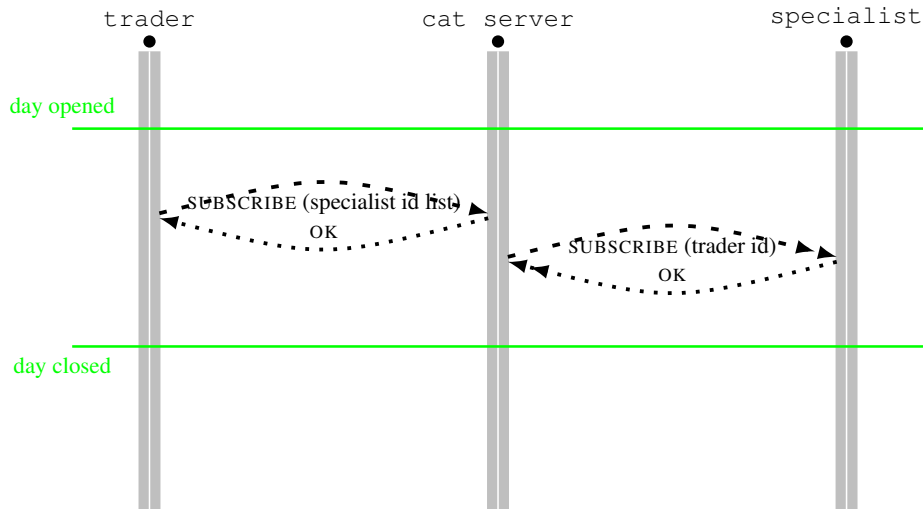 trader
cat server
specialist
day opened
SUBSCRIBE (specialist id list)
OK
SUBSCRIBE (trader id)
OK
day closed